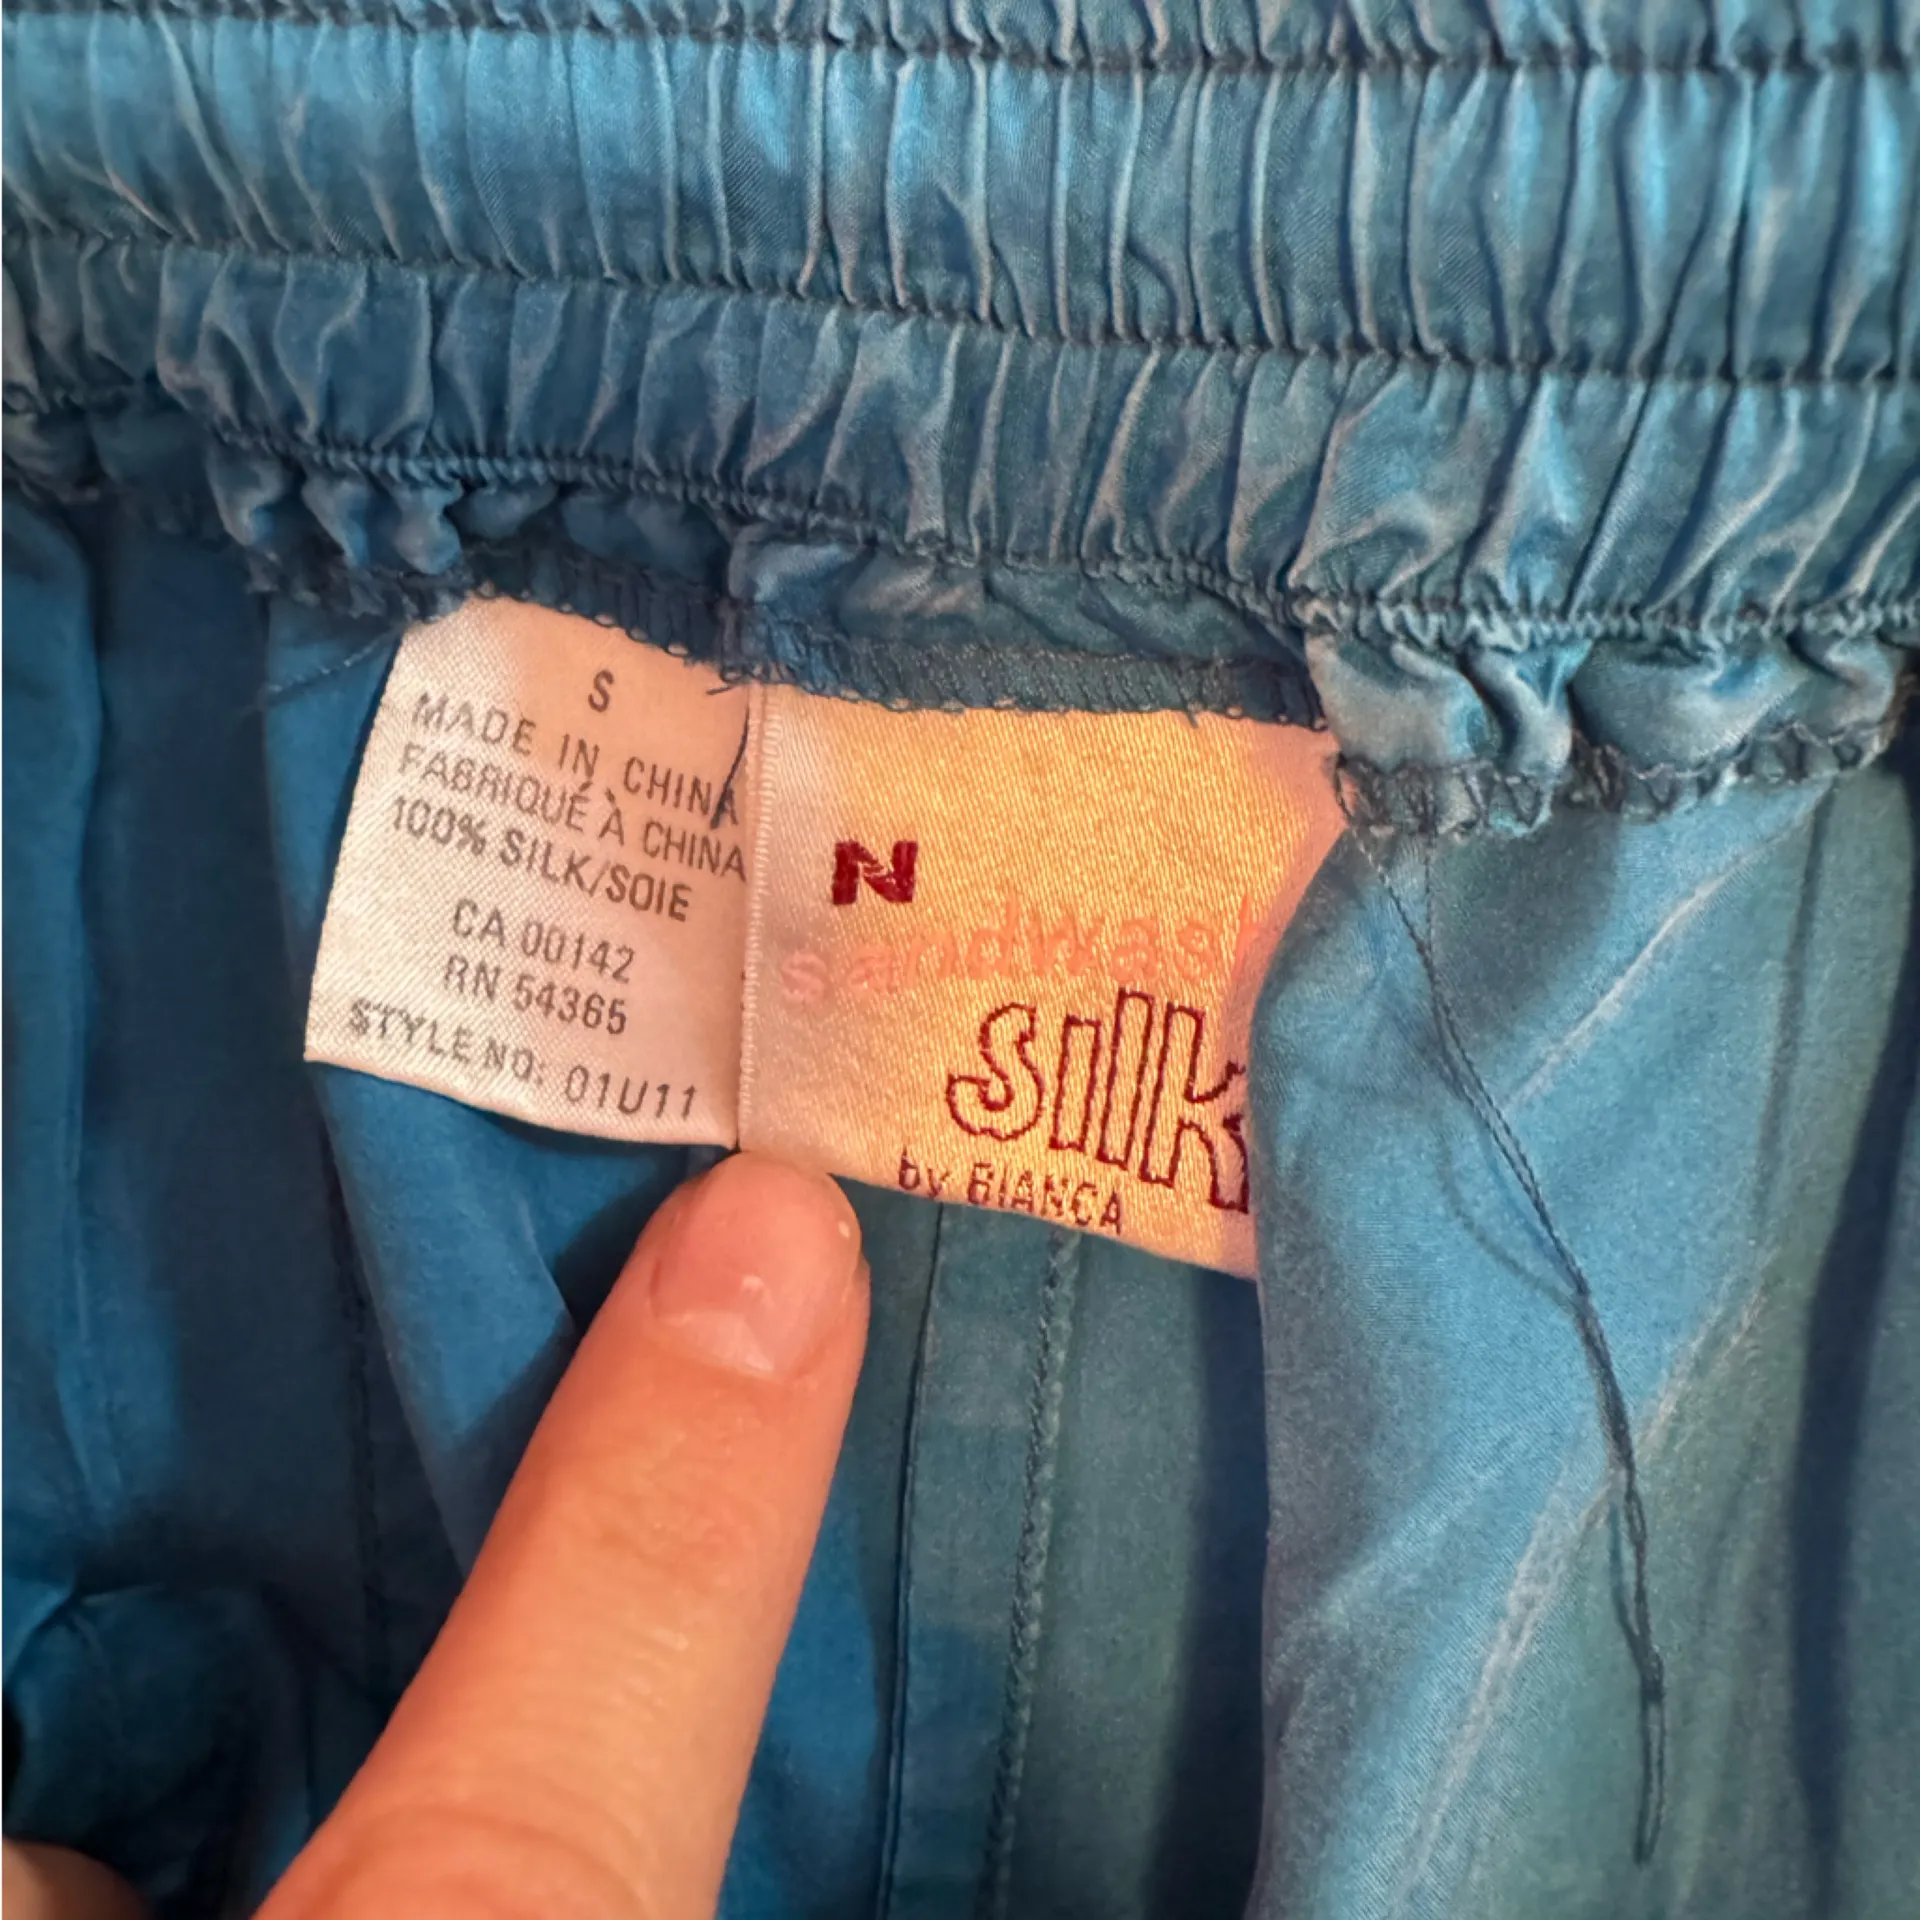 S
MADE IN CHINA
FABRIQUÉ À CHINA
100% SILK/SOIE
CA 00142
RN 54365
STYLE NO: 01U11
N
sandwash
silk
by BIANCA